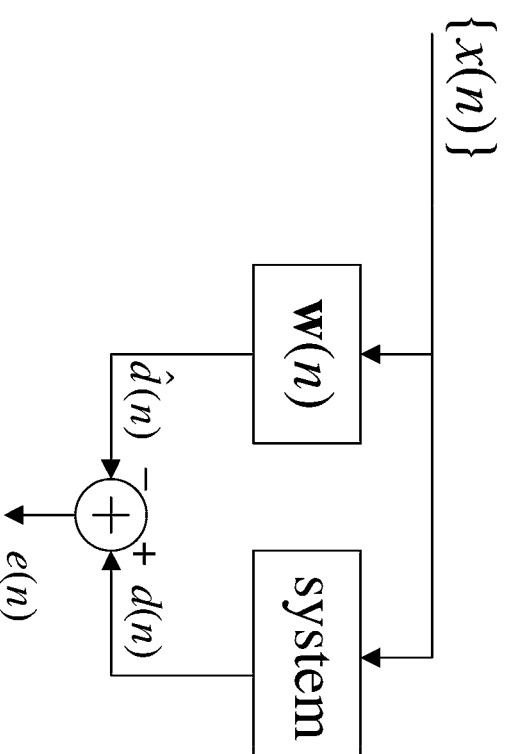 {x(n)}
w(n)
system
d̂(n)
−
+
d(n)
+
e(n)